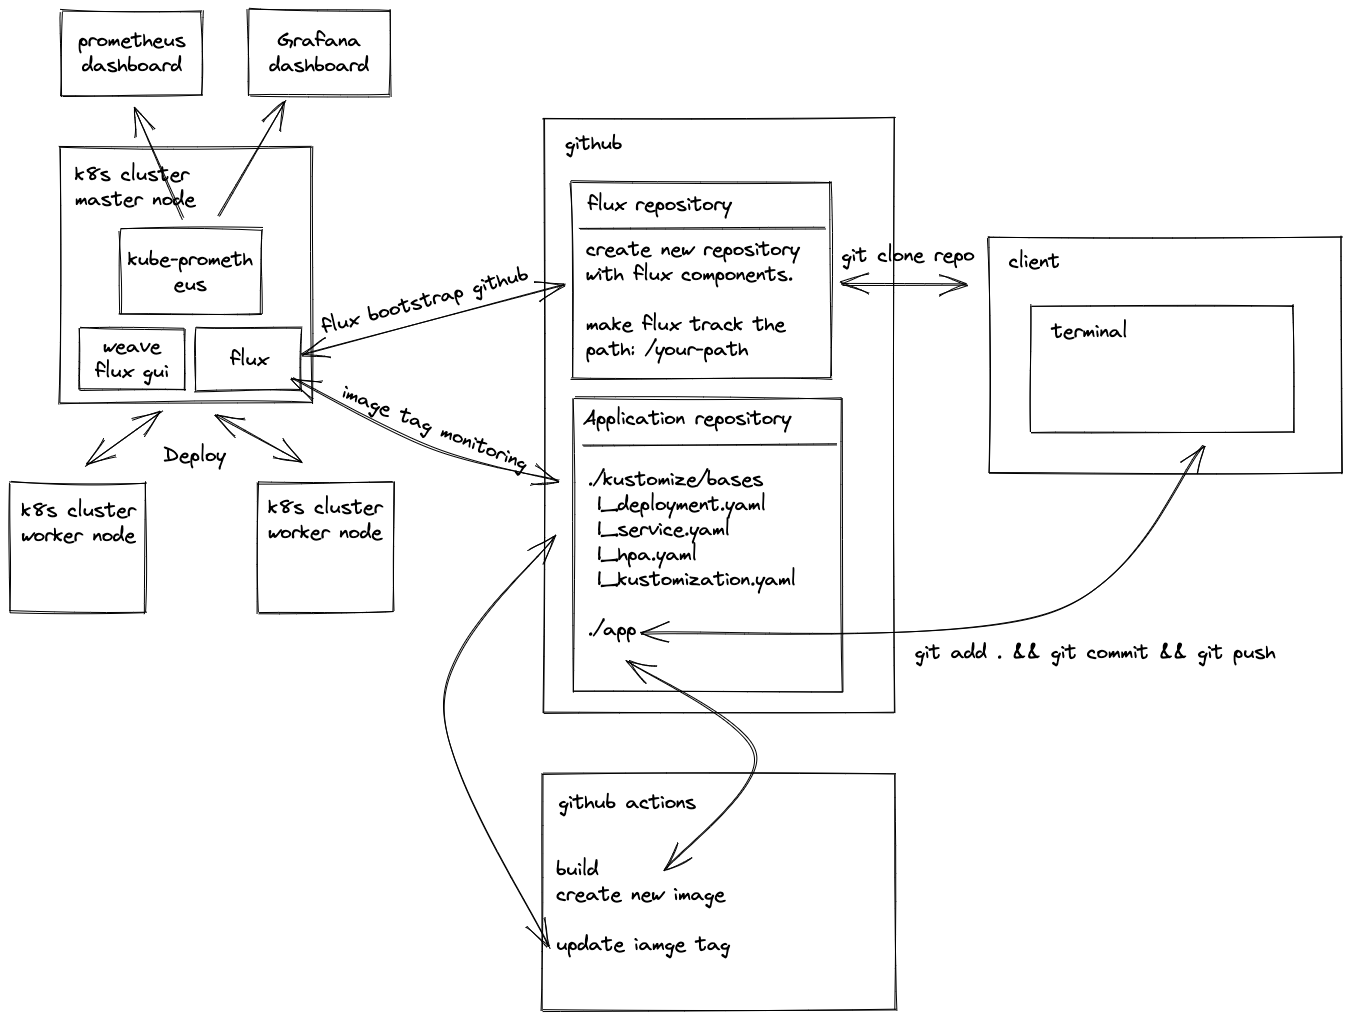 prometheus
dashboard
Grafana
dashboard
k8s cluster
master node
kube-prometh
eus
weave
flux gui
flux
Deploy
k8s cluster
worker node
k8s cluster
worker node
flux bootstrap github
image tag monitoring
github
flux repository
create new repository
with flux components.
make flux track the
path: /your-path
Application repository
./kustomize/bases
|_deployment.yaml
|_service.yaml
|_hpa.yaml
|_kustomization.yaml
./app
git clone repo
client
terminal
git add . && git commit && git push
github actions
build
create new image
update iamge tag